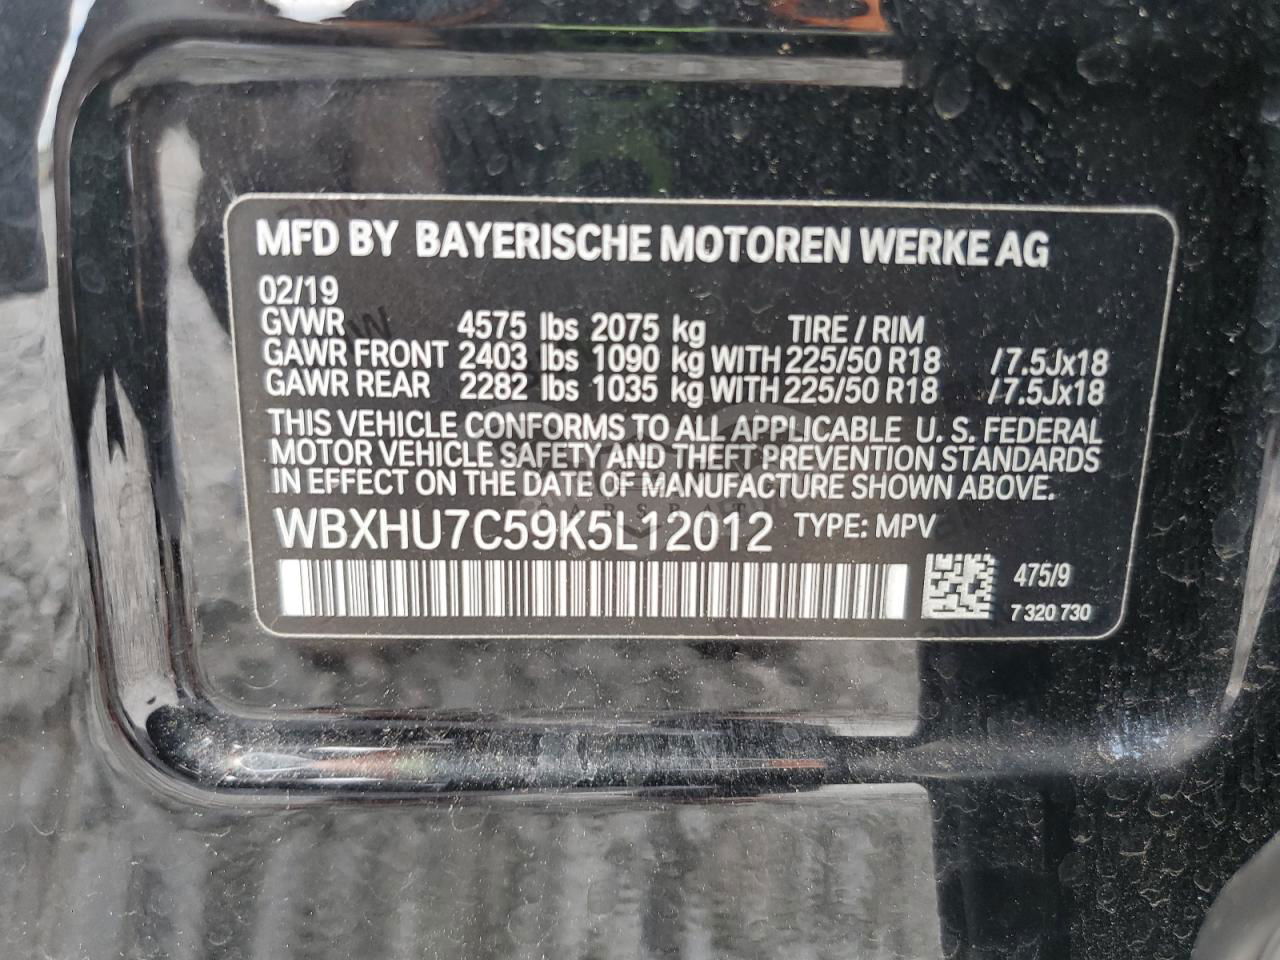 MFD BY BAYERISCHE MOTOREN WERKE AG
02/19
GVWR 4575 lbs 2075 kg TIRE / RIM
GAWR FRONT 2403 lbs 1090 kg WITH 225/50 R18 /7.5Jx18
GAWR REAR 2282 lbs 1035 kg WITH 225/50 R18 /7.5Jx18
THIS VEHICLE CONFORMS TO ALL APPLICABLE U. S. FEDERAL
MOTOR VEHICLE SAFETY AND THEFT PREVENTION STANDARDS
IN EFFECT ON THE DATE OF MANUFACTURE SHOWN ABOVE.
WBXHU7C59K5L12012 TYPE: MPV
475/9
7 320 730